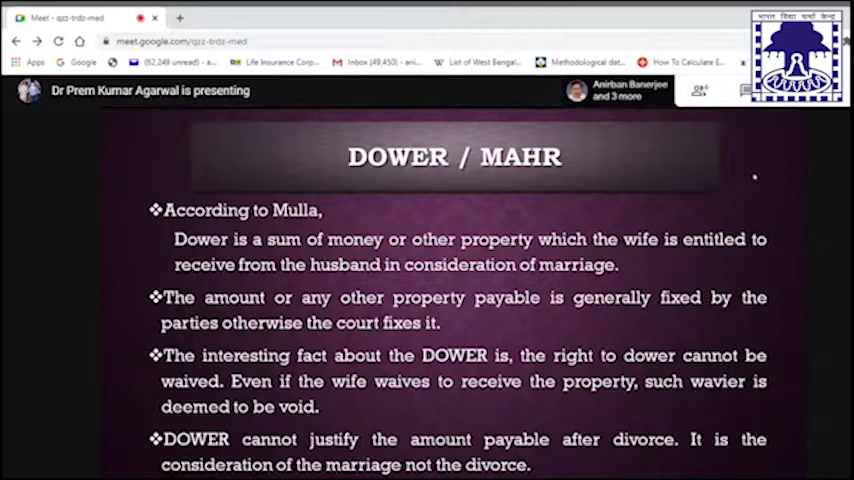 Meet - qzz-trdz-med
meet.google.com/qzz-trdz-med
Apps
Google
(62,249 unread) - a...
Life Insurance Corp...
Inbox (49,450) - ani...
List of West Bengal...
Methodological dat...
How To Calculate E...
भारत विद्या चर्चा केन्द्र
Dr Prem Kumar Agarwal is presenting
Anirban Banerjee
and 3 more
DOWER / MAHR
❖According to Mulla,
Dower is a sum of money or other property which the wife is entitled to
receive from the husband in consideration of marriage.
❖The amount or any other property payable is generally fixed by the
parties otherwise the court fixes it.
❖The interesting fact about the DOWER is, the right to dower cannot be
waived. Even if the wife waives to receive the property, such wavier is
deemed to be void.
❖DOWER cannot justify the amount payable after divorce. It is the
consideration of the marriage not the divorce.